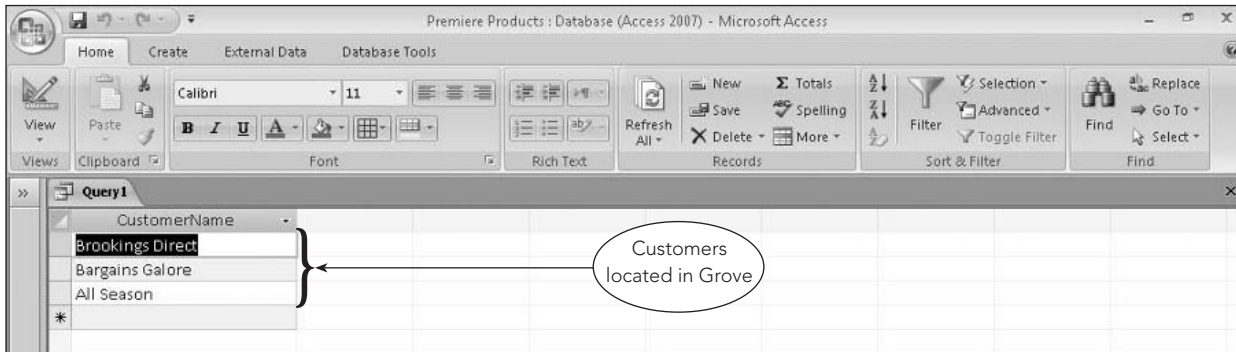 Premiere Products : Database (Access 2007) - Microsoft Access
Home Create External Data Database Tools
View
Paste
Calibri 11
B I U A
Refresh All
New
Save
Delete
Σ Totals
Spelling
More
Filter
Selection
Advanced
Toggle Filter
Find
Replace
Go To
Select
Views Clipboard Font Rich Text Records Sort & Filter Find
» Query1
CustomerName
Brookings Direct
Bargains Galore
All Season
*
Customers
located in Grove